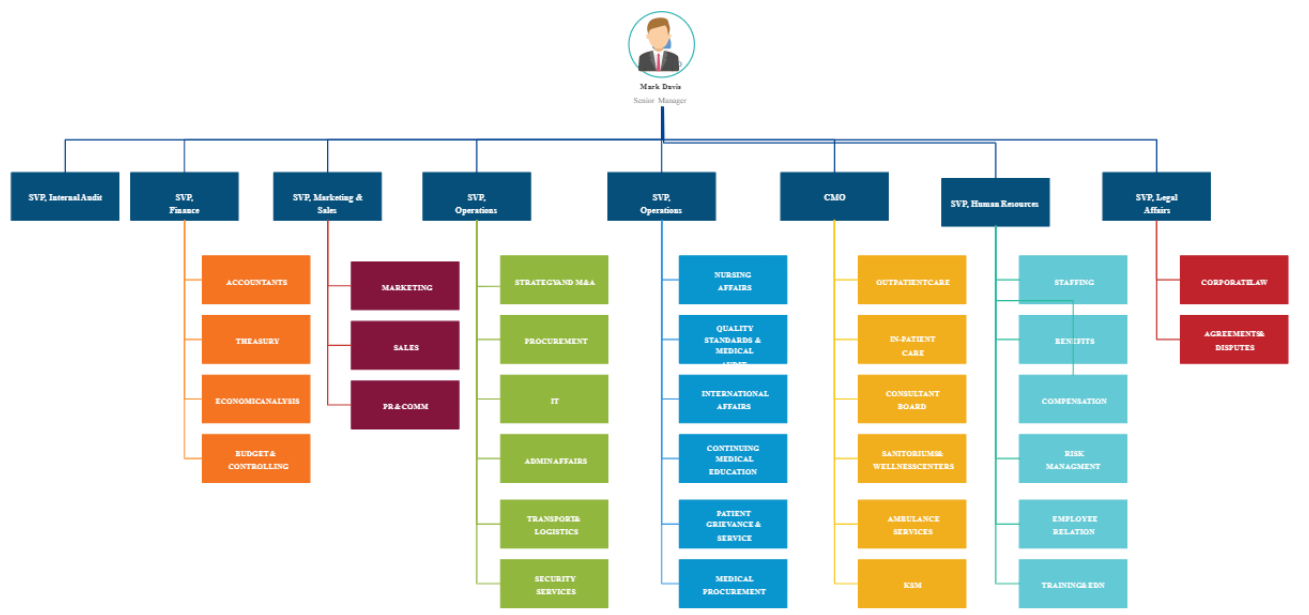 Mark Davis
Senior Manager
SVP, Internal Audit
SVP,
Finance
SVP, Marketing &
Sales
SVP,
Operations
SVP,
Operations
CMO
SVP, Human Resources
SVP, Legal
Affairs
ACCOUNTANTS
THEASURY
ECONOMICANALYSIS
BUDGET &
CONTROLLING
MARKETING
SALES
PR & COMM
STRATEGYAND M&A
PROCUREMENT
IT
ADMINAFFAIRS
TRANSPORT&
LOGISTICS
SECURITY
SERVICES
NURSING
AFFAIRS
QUALITY
STANDARDS &
MEDICAL
AUDIT
INTERNATIONAL
AFFAIRS
CONTINUING
MEDICAL
EDUCATION
PATIENT
GRIEVANCE &
SERVICE
MEDICAL
PROCUREMENT
OUTPATIENTCARE
IN-PATIENT
CARE
CONSULTANT
BOARD
SANITORIUMS&
WELLNESSCENTERS
AMBULANCE
SERVICES
KSM
STAFFING
BENEFITS
COMPENSATION
RISK
MANAGMENT
EMPLOYEE
RELATION
TRAINING& EDN
CORPORATELAW
AGREEMENTS&
DISPUTES